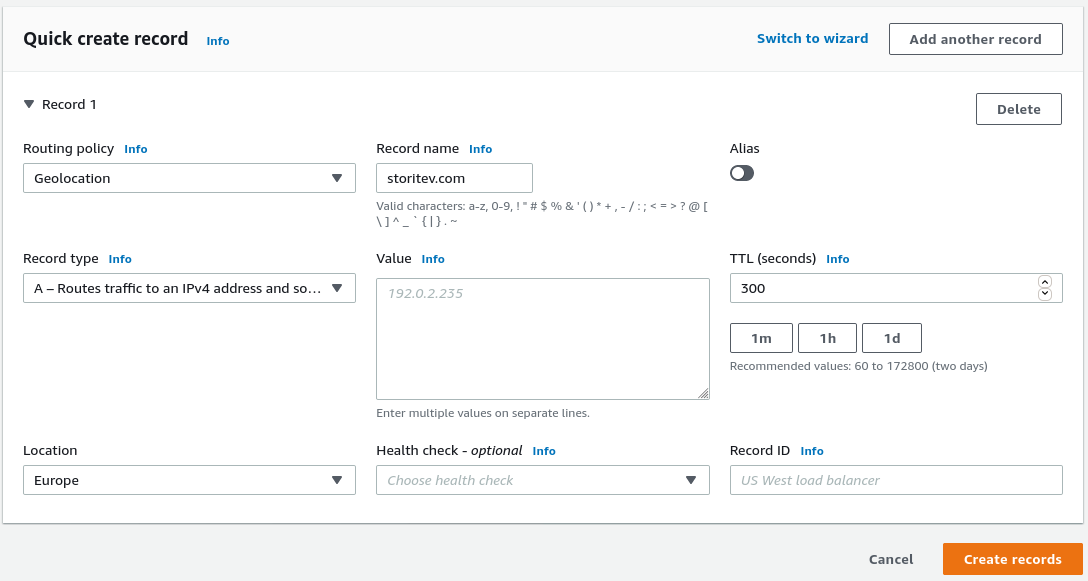 Quick create record Info
Switch to wizard
Add another record
Record 1
Delete
Routing policy Info
Geolocation
Record name Info
storitev.com
Valid characters: a-z, 0-9, ! " # $ % & ' ( ) * + , - / : ; < = > ? @ [
\ ] ^ _ ` { | } . ~
Alias
Record type Info
A – Routes traffic to an IPv4 address and so...
Value Info
192.0.2.235
Enter multiple values on separate lines.
TTL (seconds) Info
300
1m
1h
1d
Recommended values: 60 to 172800 (two days)
Location
Europe
Health check - optional Info
Choose health check
Record ID Info
US West load balancer
Cancel
Create records